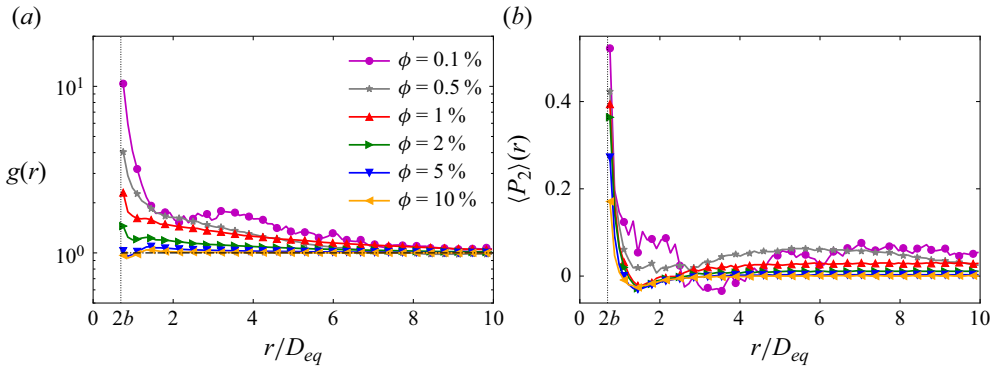 (a)
10¹
10⁰
g(r)
ϕ = 0.1 %
ϕ = 0.5 %
ϕ = 1 %
ϕ = 2 %
ϕ = 5 %
ϕ = 10 %
0 2b 2 4 6 8 10
r/D_eq
(b)
0.4
0.2
0
⟨P₂⟩(r)
0 2b 2 4 6 8 10
r/D_eq